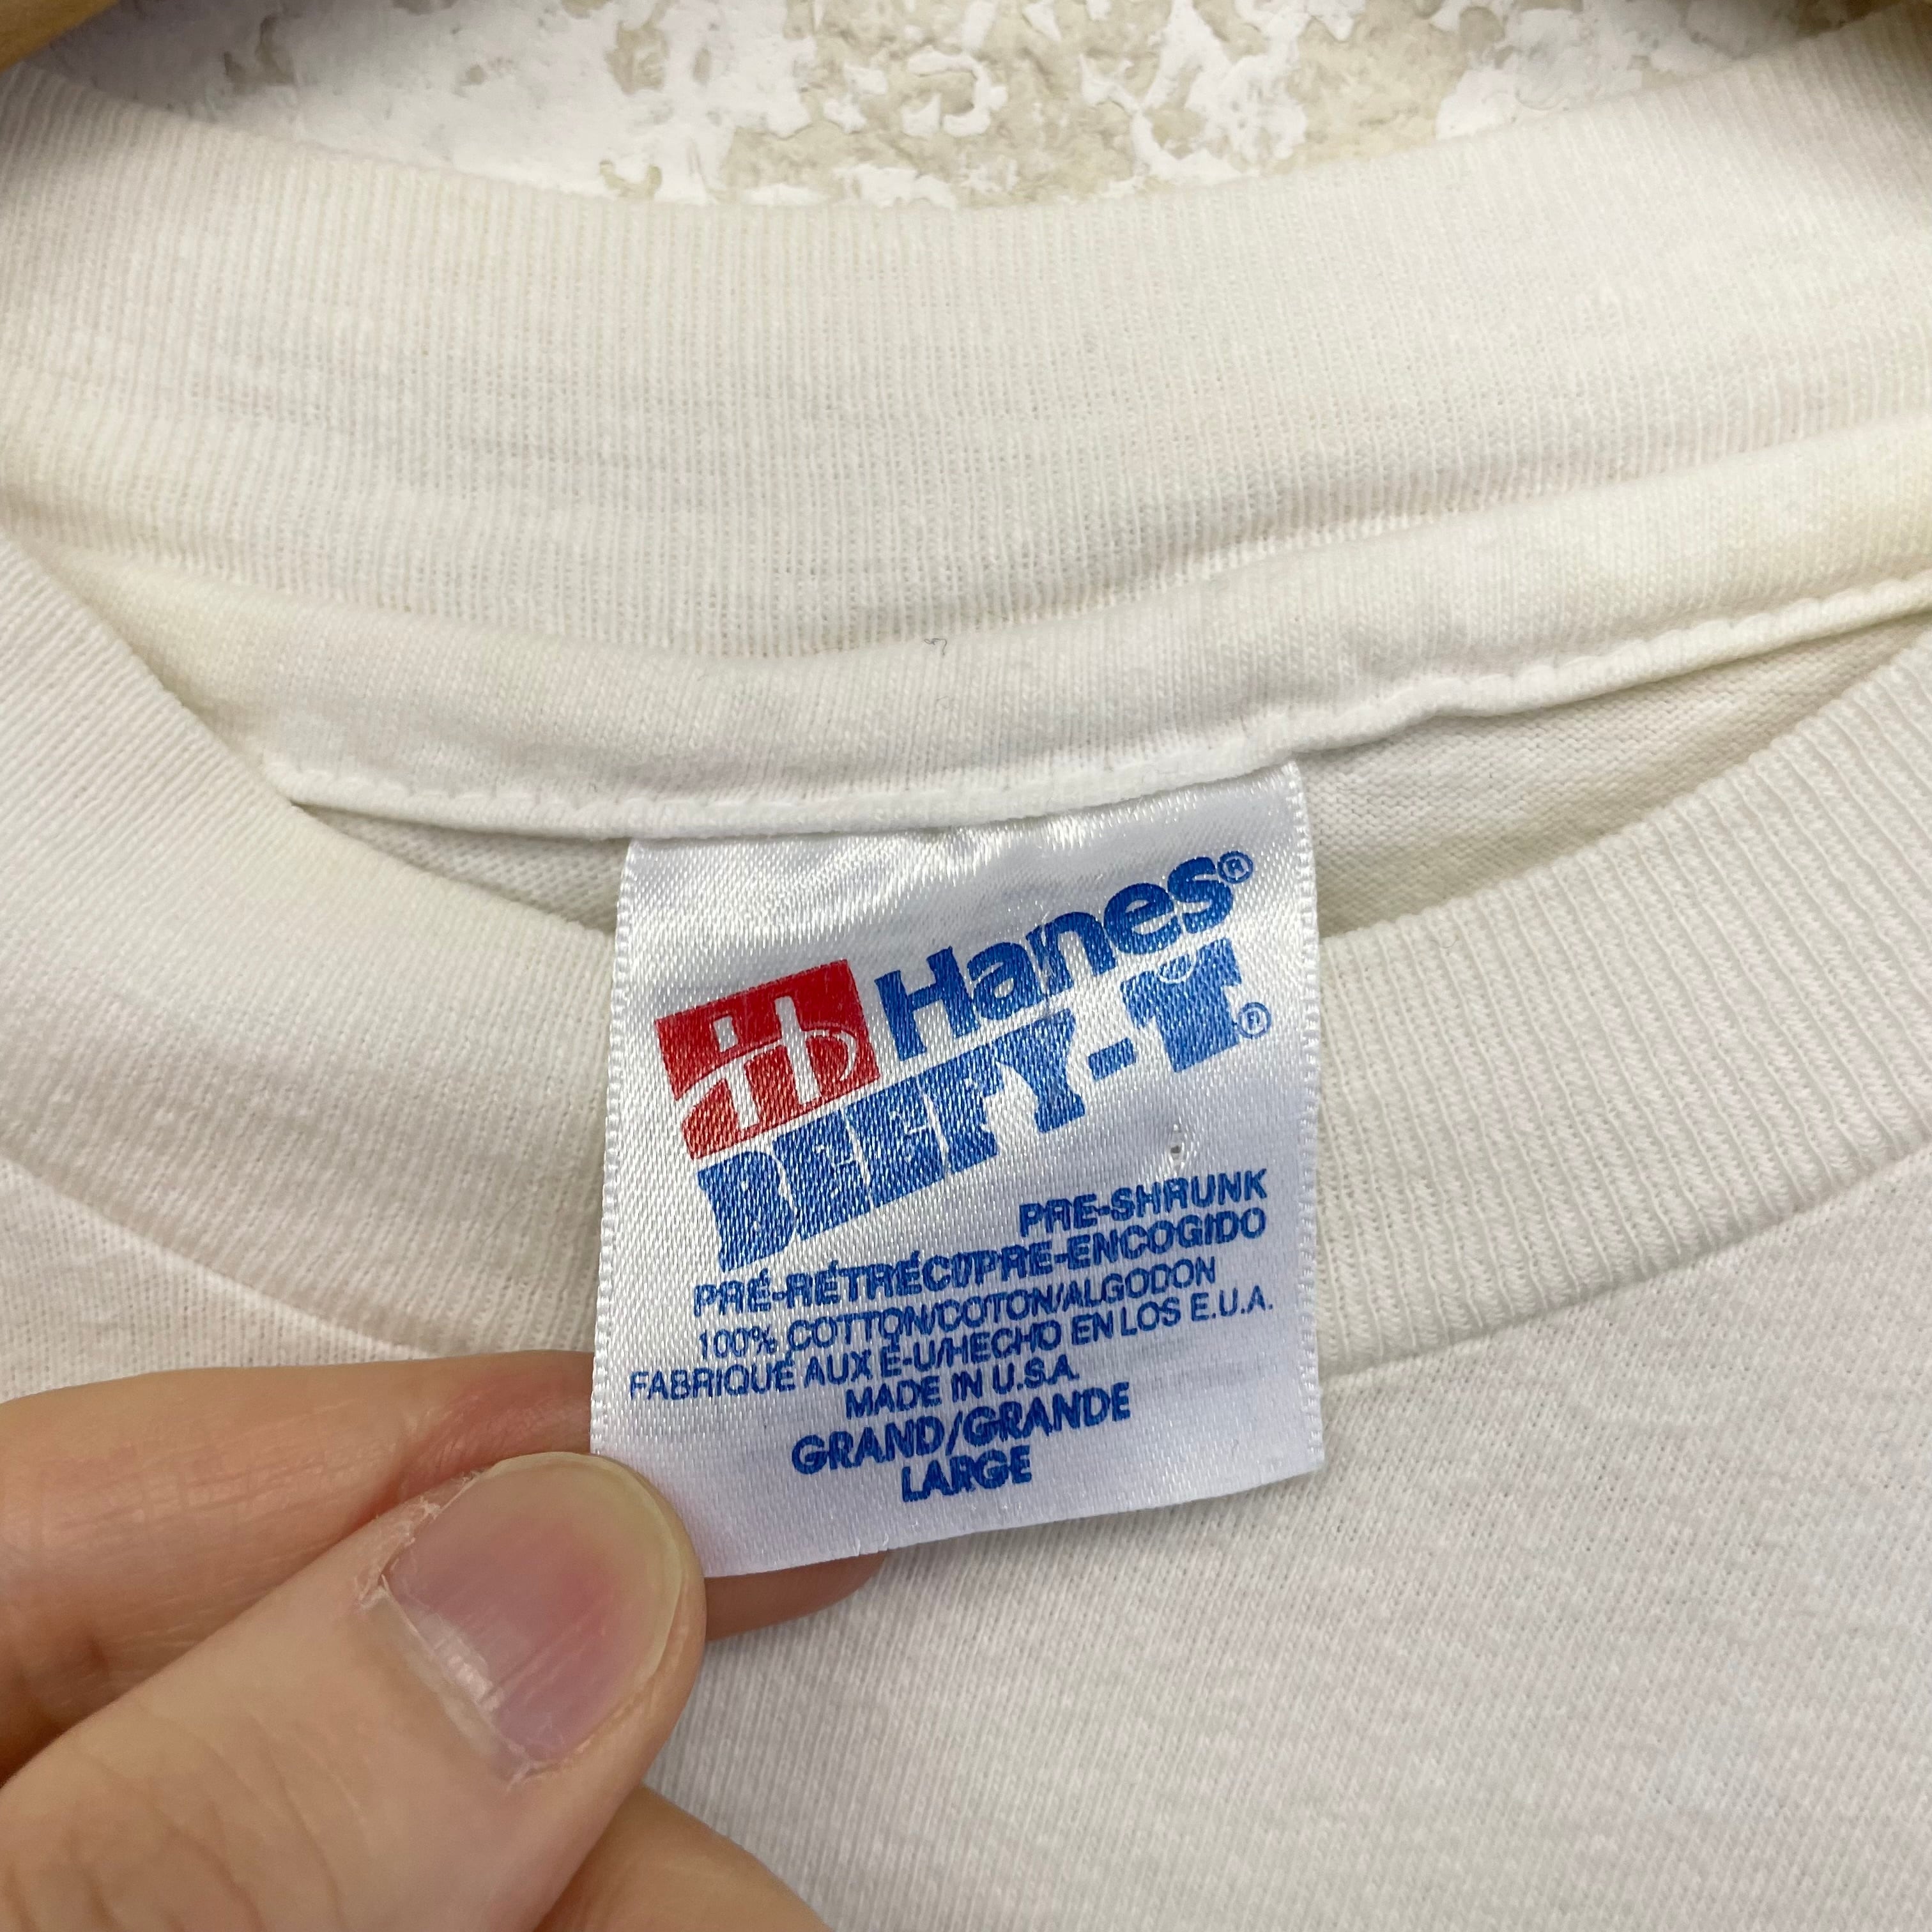 Hanes®
BEEFY-T.®
PRE-SHRUNK
PRÉ-RÉTRÉCI/PRE-ENCOGIDO
100% COTTON/COTON/ALGODON
FABRIQUÉ AUX É-U/HECHO EN LOS E.U.A.
MADE IN U.S.A.
GRAND/GRANDE
LARGE